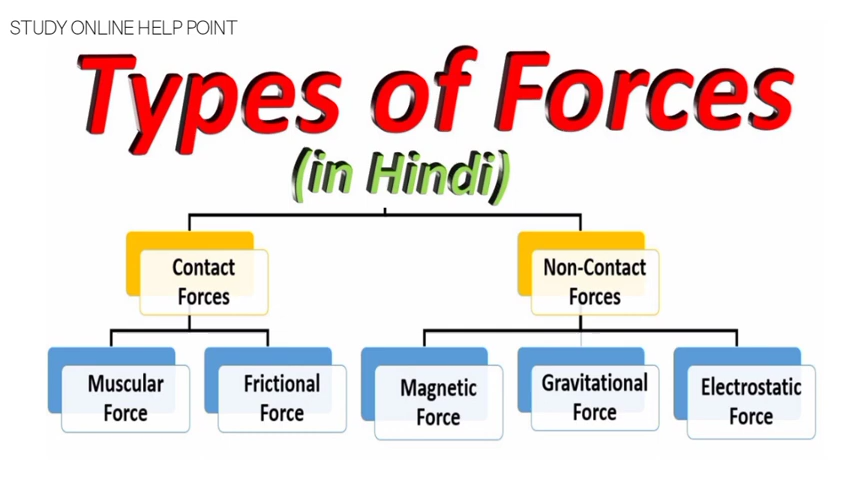 STUDY ONLINE HELP POINT
Types of Forces
(in Hindi)
Contact
Forces
Non-Contact
Forces
Muscular
Force
Frictional
Force
Magnetic
Force
Gravitational
Force
Electrostatic
Force